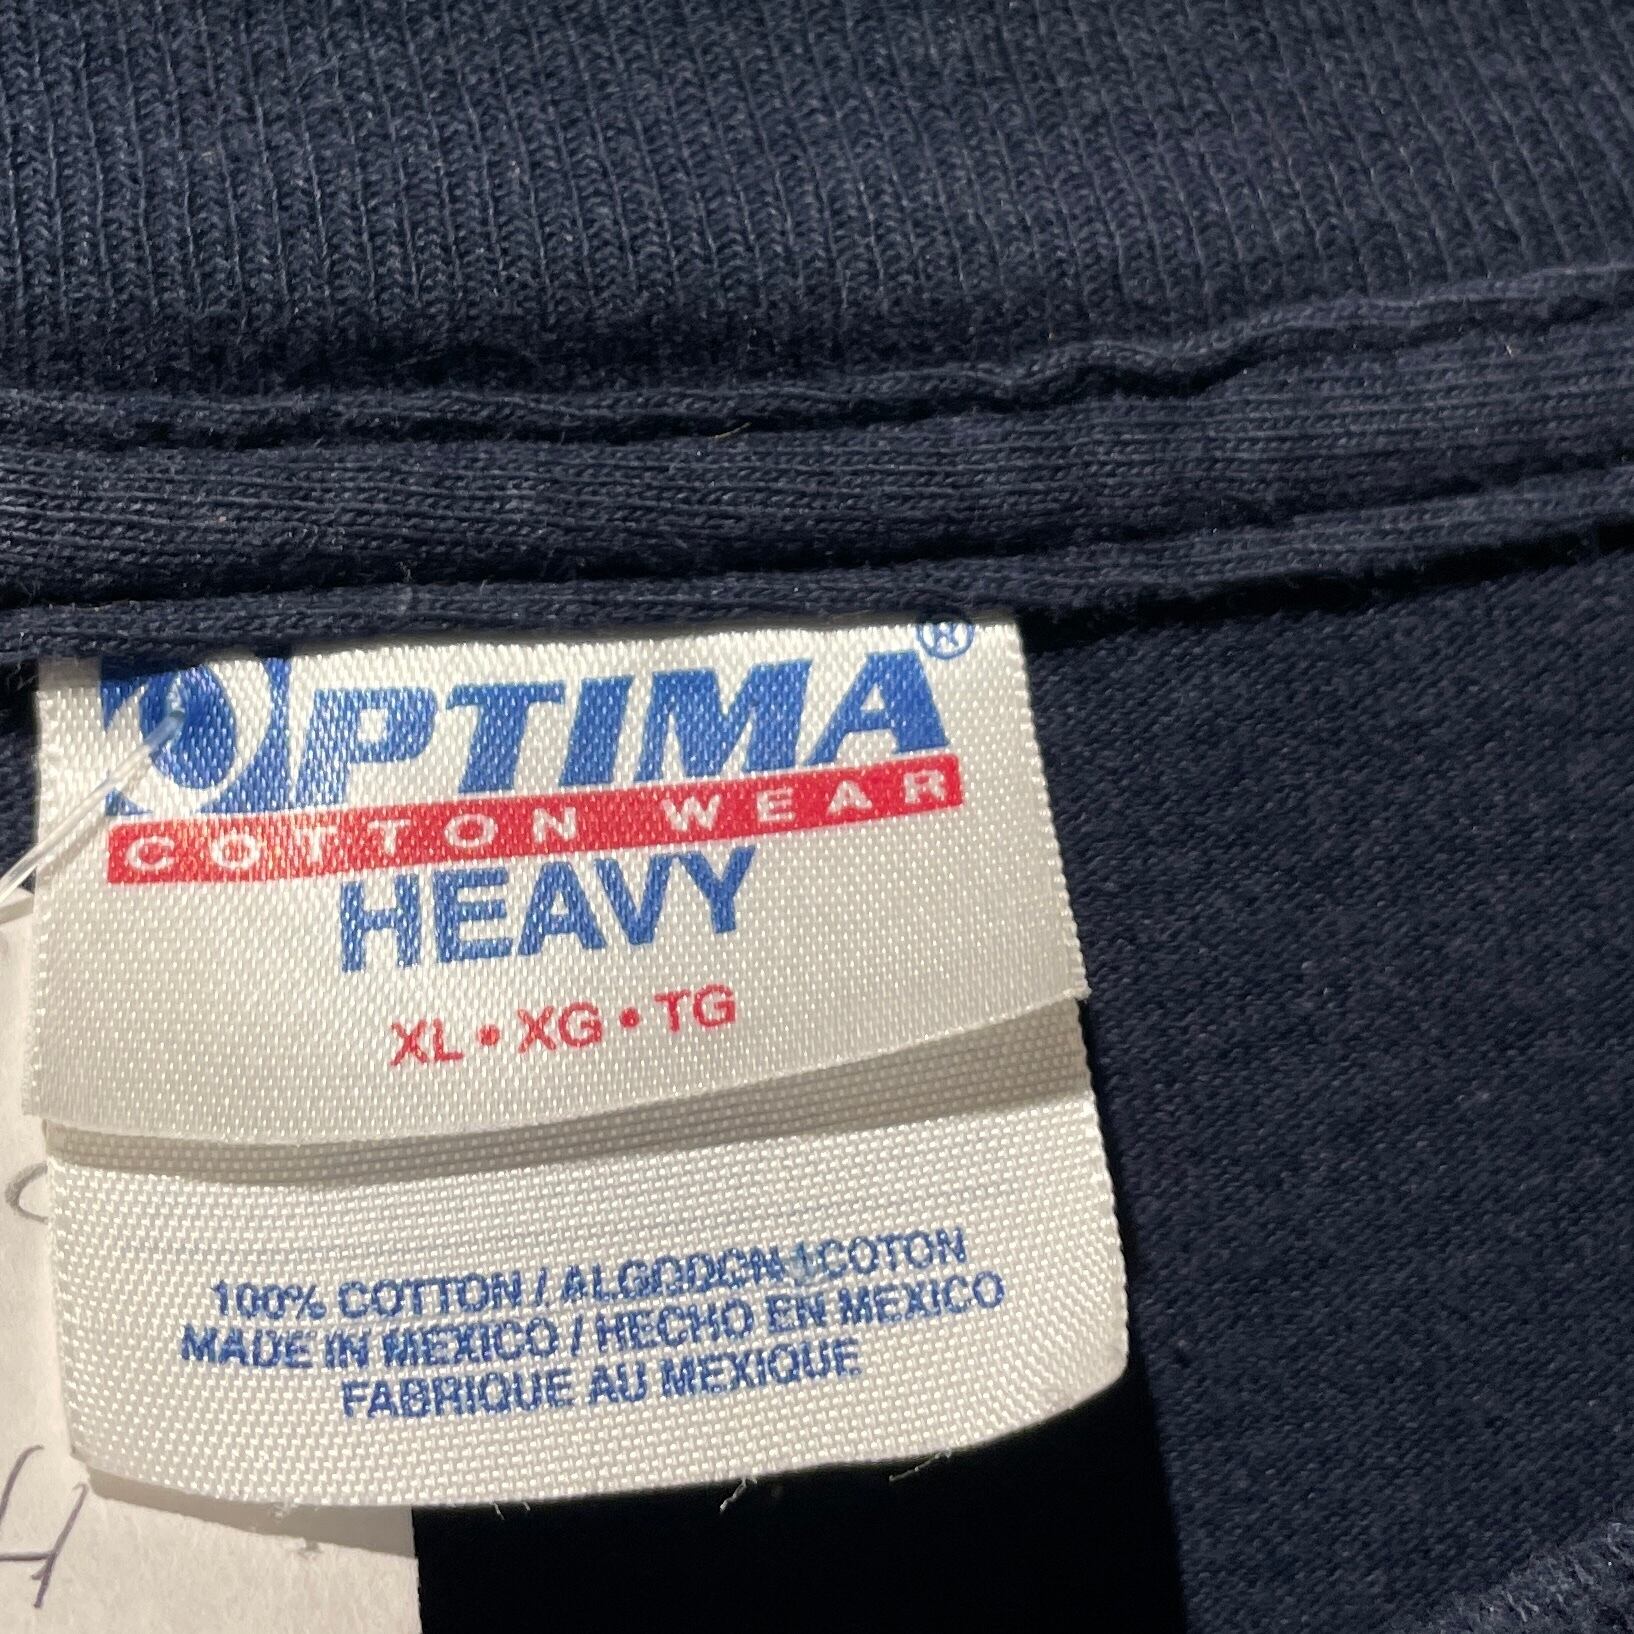 OPTIMA®
COTTON WEAR
HEAVY
XL • XG • TG
100% COTTON / ALGODON / COTON
MADE IN MEXICO / HECHO EN MEXICO
FABRIQUE AU MEXIQUE